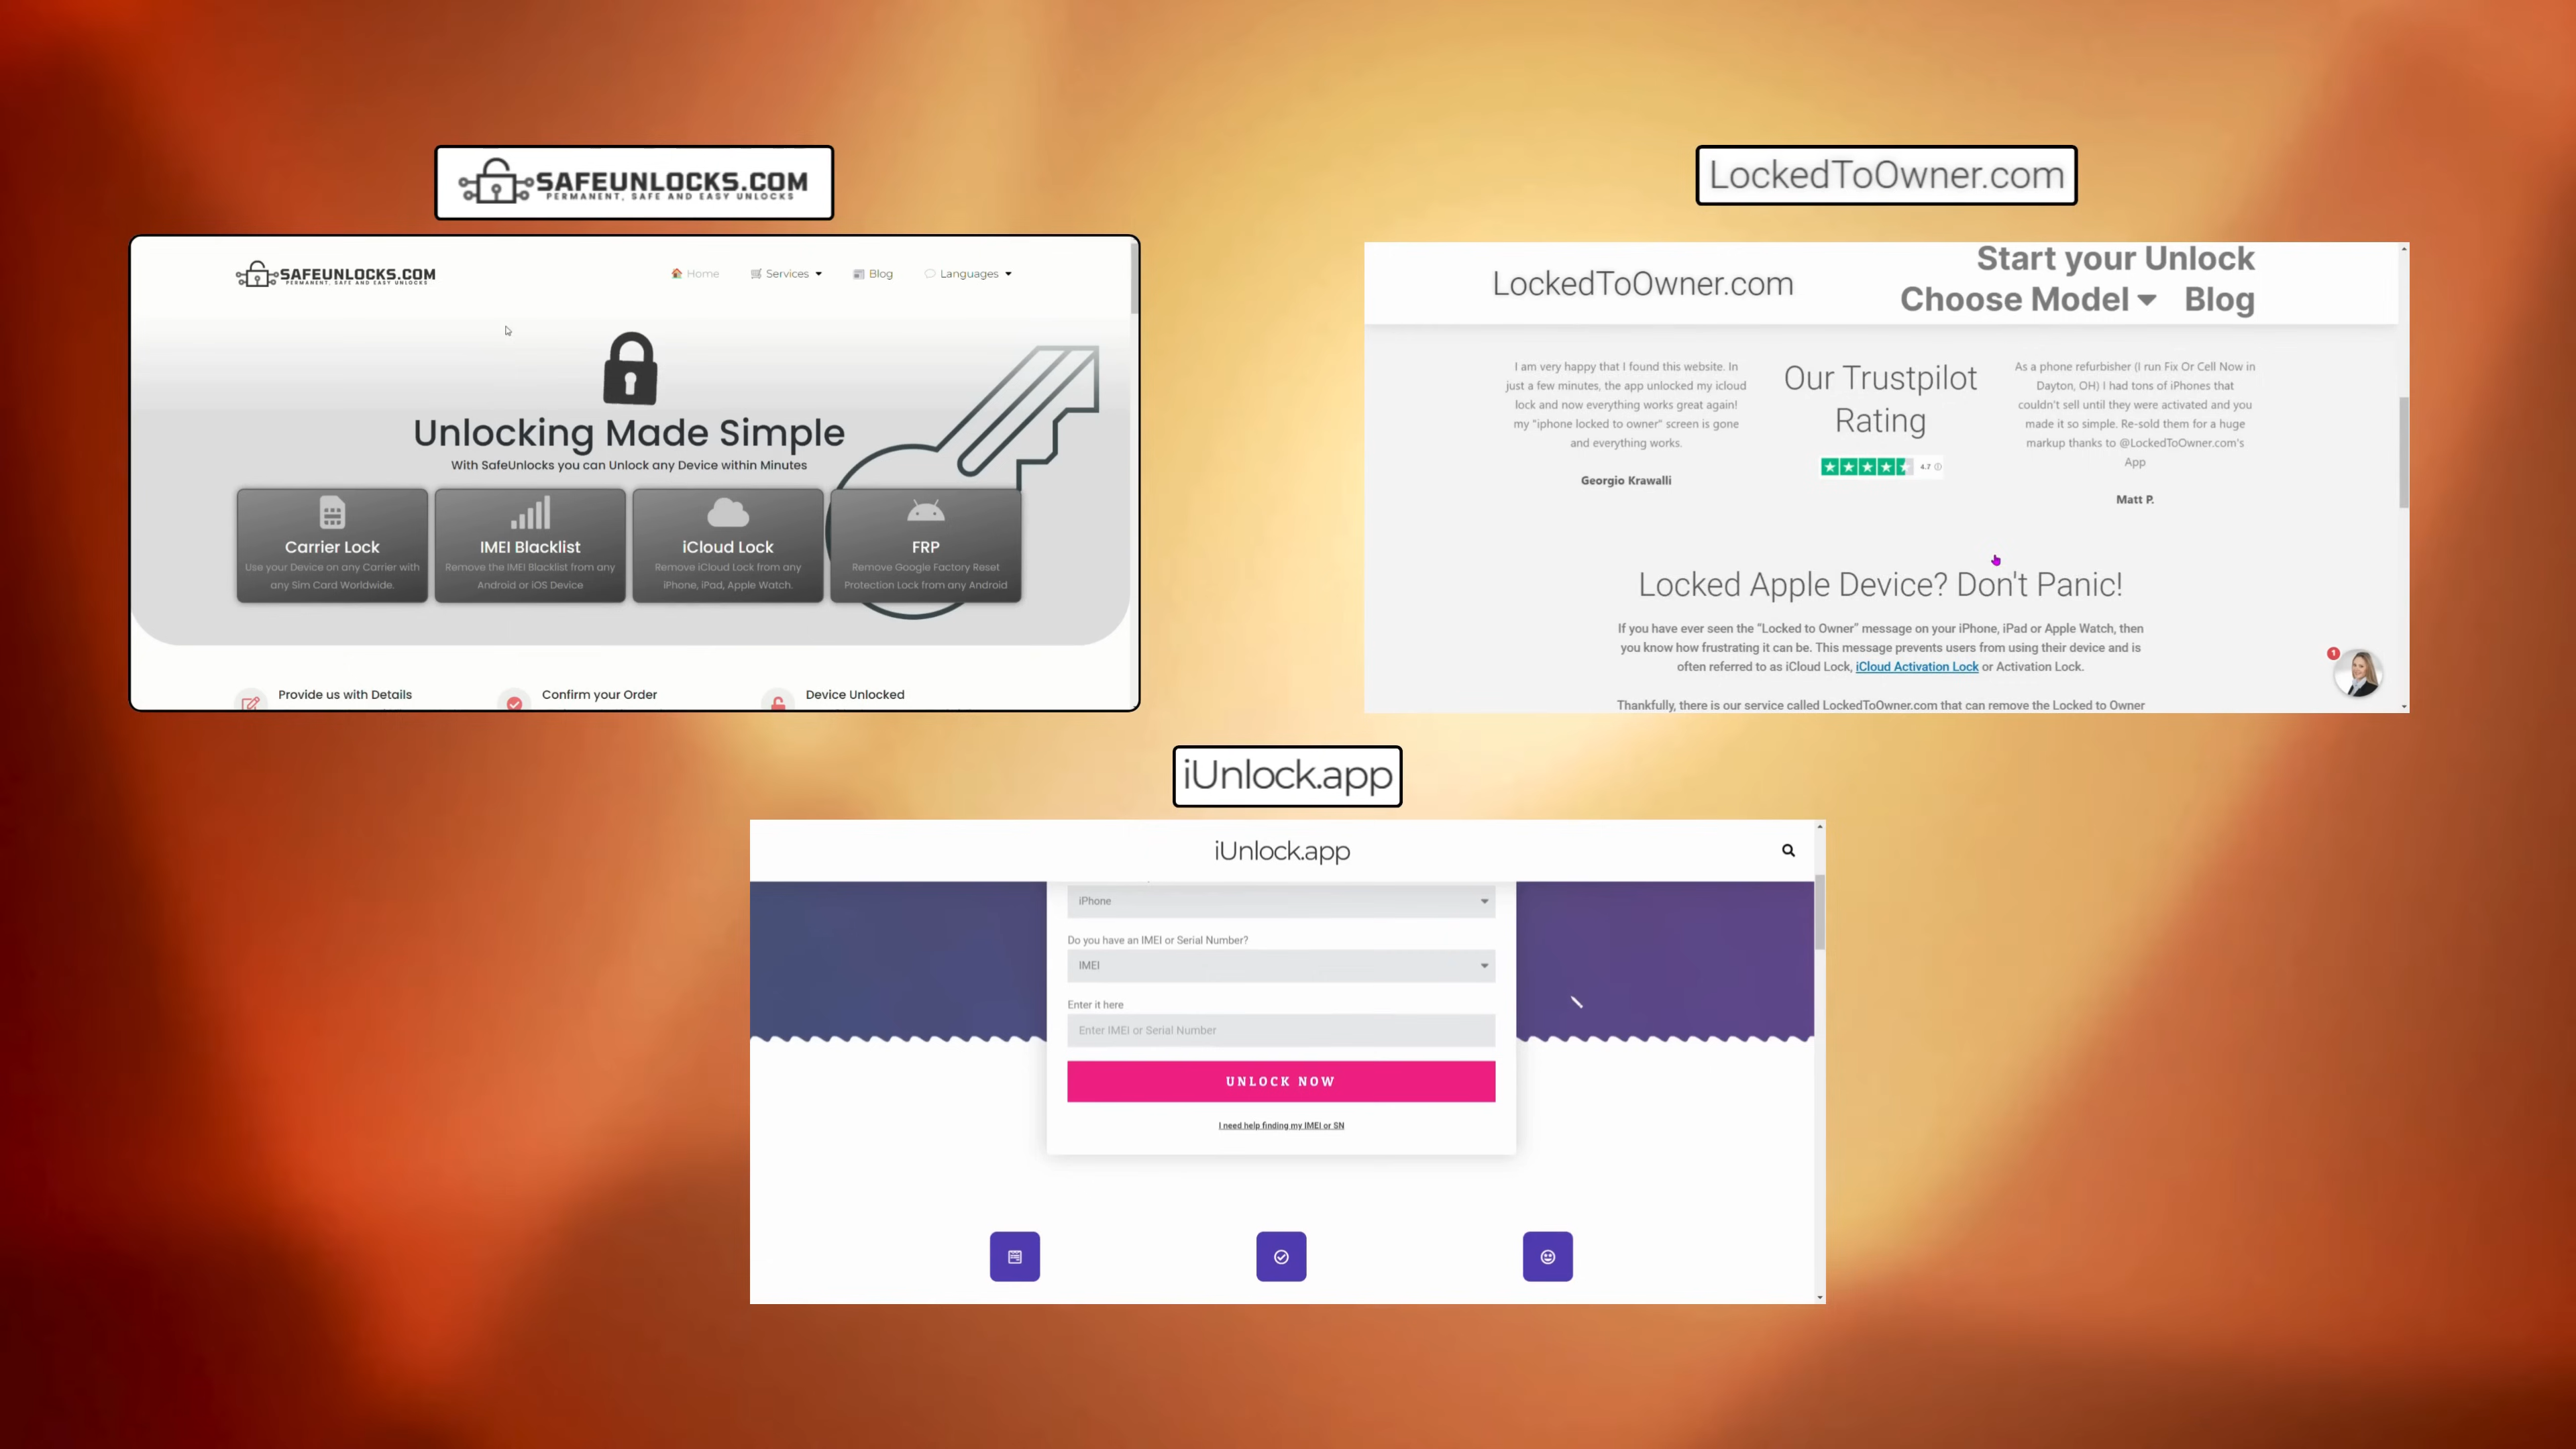 SAFEUNLOCKS.COM
PERMANENT, SAFE AND EASY UNLOCKS
SAFEUNLOCKS.COM
PERMANENT, SAFE AND EASY UNLOCKS
Home
Services
Blog
Languages
Unlocking Made Simple
With SafeUnlocks you can Unlock any Device within Minutes
Carrier Lock
Use your Device on any Carrier with
any Sim Card Worldwide.
IMEI Blacklist
Remove the IMEI Blacklist from any
Android or iOS Device
iCloud Lock
Remove iCloud Lock from any
iPhone, iPad, Apple Watch.
FRP
Remove Google Factory Reset
Protection Lock from any Android
Provide us with Details
Confirm your Order
Device Unlocked
LockedToOwner.com
LockedToOwner.com
Start your Unlock
Choose Model
Blog
I am very happy that I found this website. In
just a few minutes, the app unlocked my icloud
lock and now everything works great again!
my "iphone locked to owner" screen is gone
and everything works.
Georgio Krawalli
Our Trustpilot
Rating
4.7
As a phone refurbisher (I run Fix Or Cell Now in
Dayton, OH) I had tons of iPhones that
couldn't sell until they were activated and you
made it so simple. Re-sold them for a huge
markup thanks to @LockedToOwner.com's
App
Matt P.
Locked Apple Device? Don't Panic!
If you have ever seen the “Locked to Owner” message on your iPhone, iPad or Apple Watch, then
you know how frustrating it can be. This message prevents users from using their device and is
often referred to as iCloud Lock, iCloud Activation Lock or Activation Lock.
Thankfully, there is our service called LockedToOwner.com that can remove the Locked to Owner
1
iUnlock.app
iUnlock.app
iPhone
Do you have an IMEI or Serial Number?
IMEI
Enter it here
Enter IMEI or Serial Number
UNLOCK NOW
I need help finding my IMEI or SN